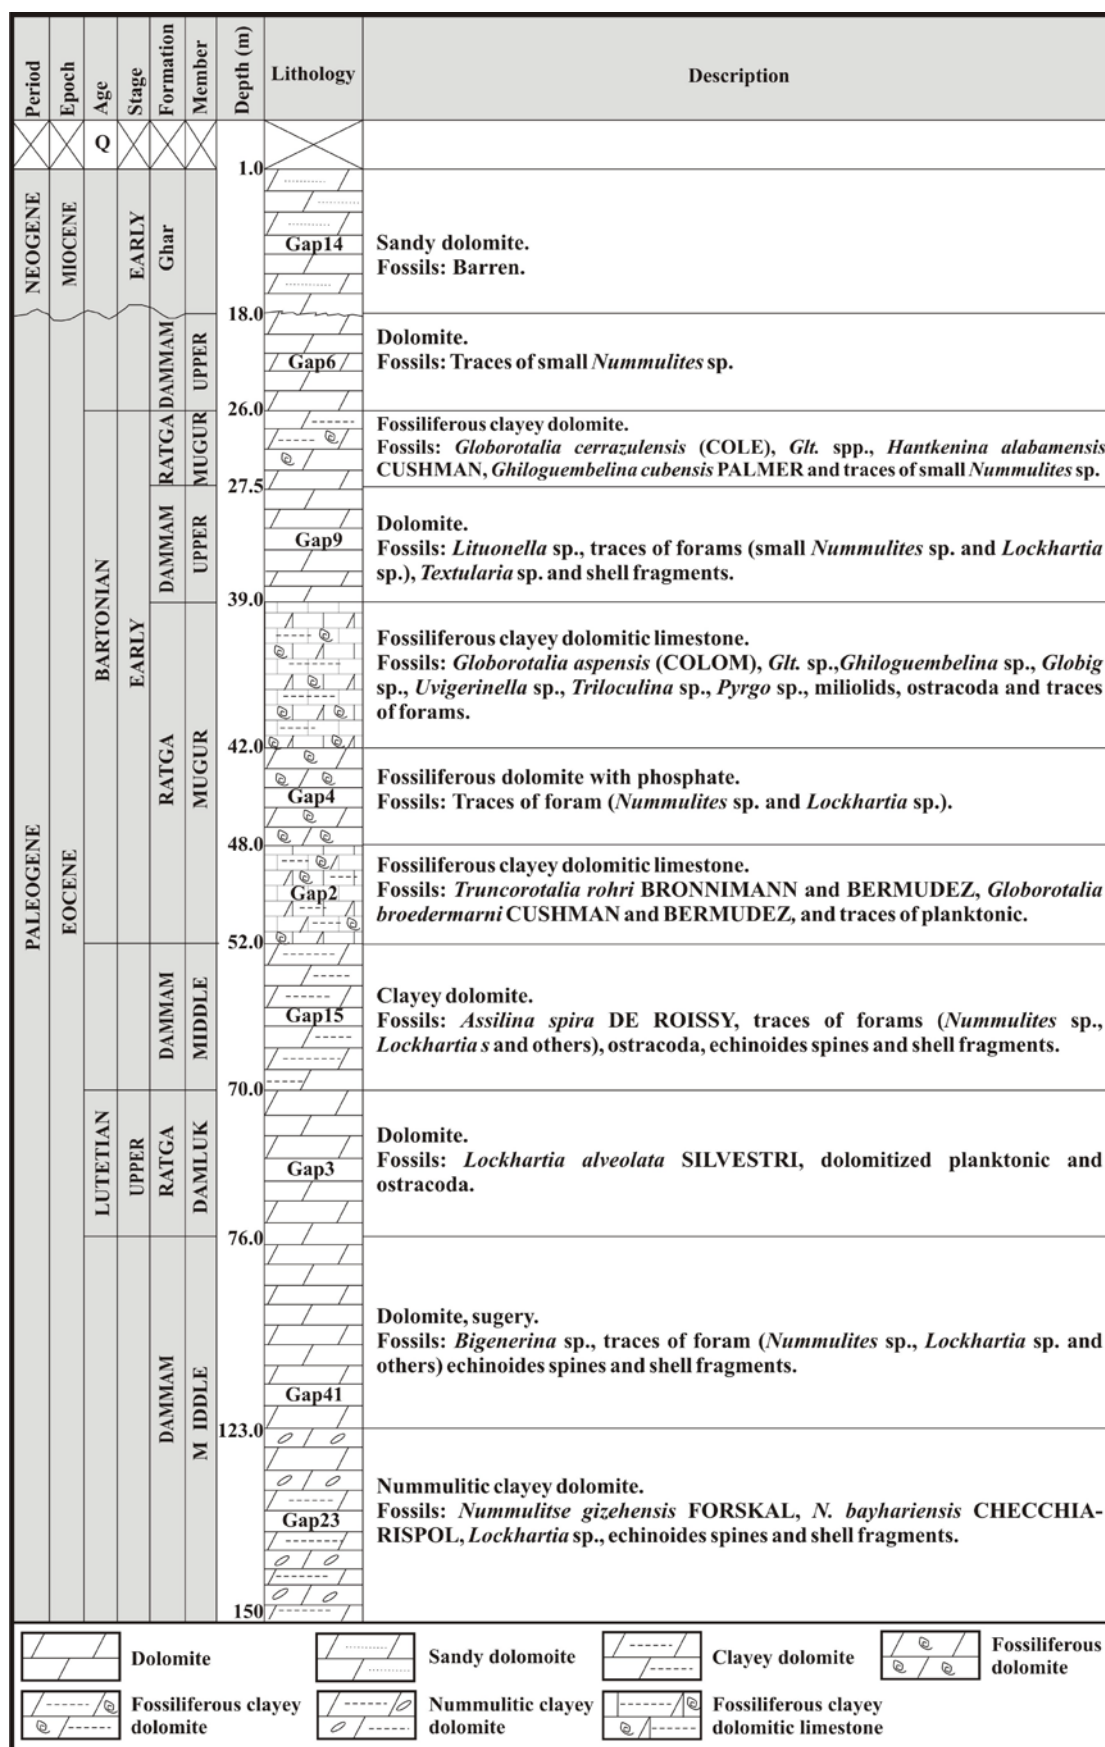 Period
Epoch
Age
Stage
Formation
Member
Depth (m)
Lithology
Description
Q
1.0
NEOGENE
MIOCENE
EARLY
Ghar
Gap14
Sandy dolomite.
Fossils: Barren.
18.0
PALEOGENE
EOCENE
DAMMAM
UPPER
Gap6
Dolomite.
Fossils: Traces of small Nummulites sp.
26.0
BARTONIAN
EARLY
RATGA
MUGUR
Fossiliferous clayey dolomite.
Fossils: Globorotalia cerrazulensis (COLE), Glt. spp., Hantkenina alabamensis
CUSHMAN, Ghiloguembelina cubensis PALMER and traces of small Nummulites sp.
27.5
DAMMAM
UPPER
Gap9
Dolomite.
Fossils: Lituonella sp., traces of forams (small Nummulites sp. and Lockhartia
sp.), Textularia sp. and shell fragments.
39.0
RATGA
MUGUR
Fossiliferous clayey dolomitic limestone.
Fossils: Globorotalia aspensis (COLOM), Glt. sp.,Ghiloguembelina sp., Globig
sp., Uvigerinella sp., Triloculina sp., Pyrgo sp., miliolids, ostracoda and traces
of forams.
42.0
Gap4
Fossiliferous dolomite with phosphate.
Fossils: Traces of foram (Nummulites sp. and Lockhartia sp.).
48.0
Gap2
Fossiliferous clayey dolomitic limestone.
Fossils: Truncorotalia rohri BRONNIMANN and BERMUDEZ, Globorotalia
broedermarni CUSHMAN and BERMUDEZ, and traces of planktonic.
52.0
DAMMAM
MIDDLE
Gap15
Clayey dolomite.
Fossils: Assilina spira DE ROISSY, traces of forams (Nummulites sp.,
Lockhartia s and others), ostracoda, echinoides spines and shell fragments.
70.0
LUTETIAN
UPPER
RATGA
DAMLUK
Gap3
Dolomite.
Fossils: Lockhartia alveolata SILVESTRI, dolomitized planktonic and
ostracoda.
76.0
DAMMAM
M IDDLE
Dolomite, sugery.
Fossils: Bigenerina sp., traces of foram (Nummulites sp., Lockhartia sp. and
others) echinoides spines and shell fragments.
Gap41
123.0
Nummulitic clayey dolomite.
Fossils: Nummulitse gizehensis FORSKAL, N. bayhariensis CHECCHIA-
RISPOL, Lockhartia sp., echinoides spines and shell fragments.
Gap23
150
Dolomite
Sandy dolomoite
Clayey dolomite
Fossiliferous
dolomite
Fossiliferous clayey
dolomite
Nummulitic clayey
dolomite
Fossiliferous clayey
dolomitic limestone